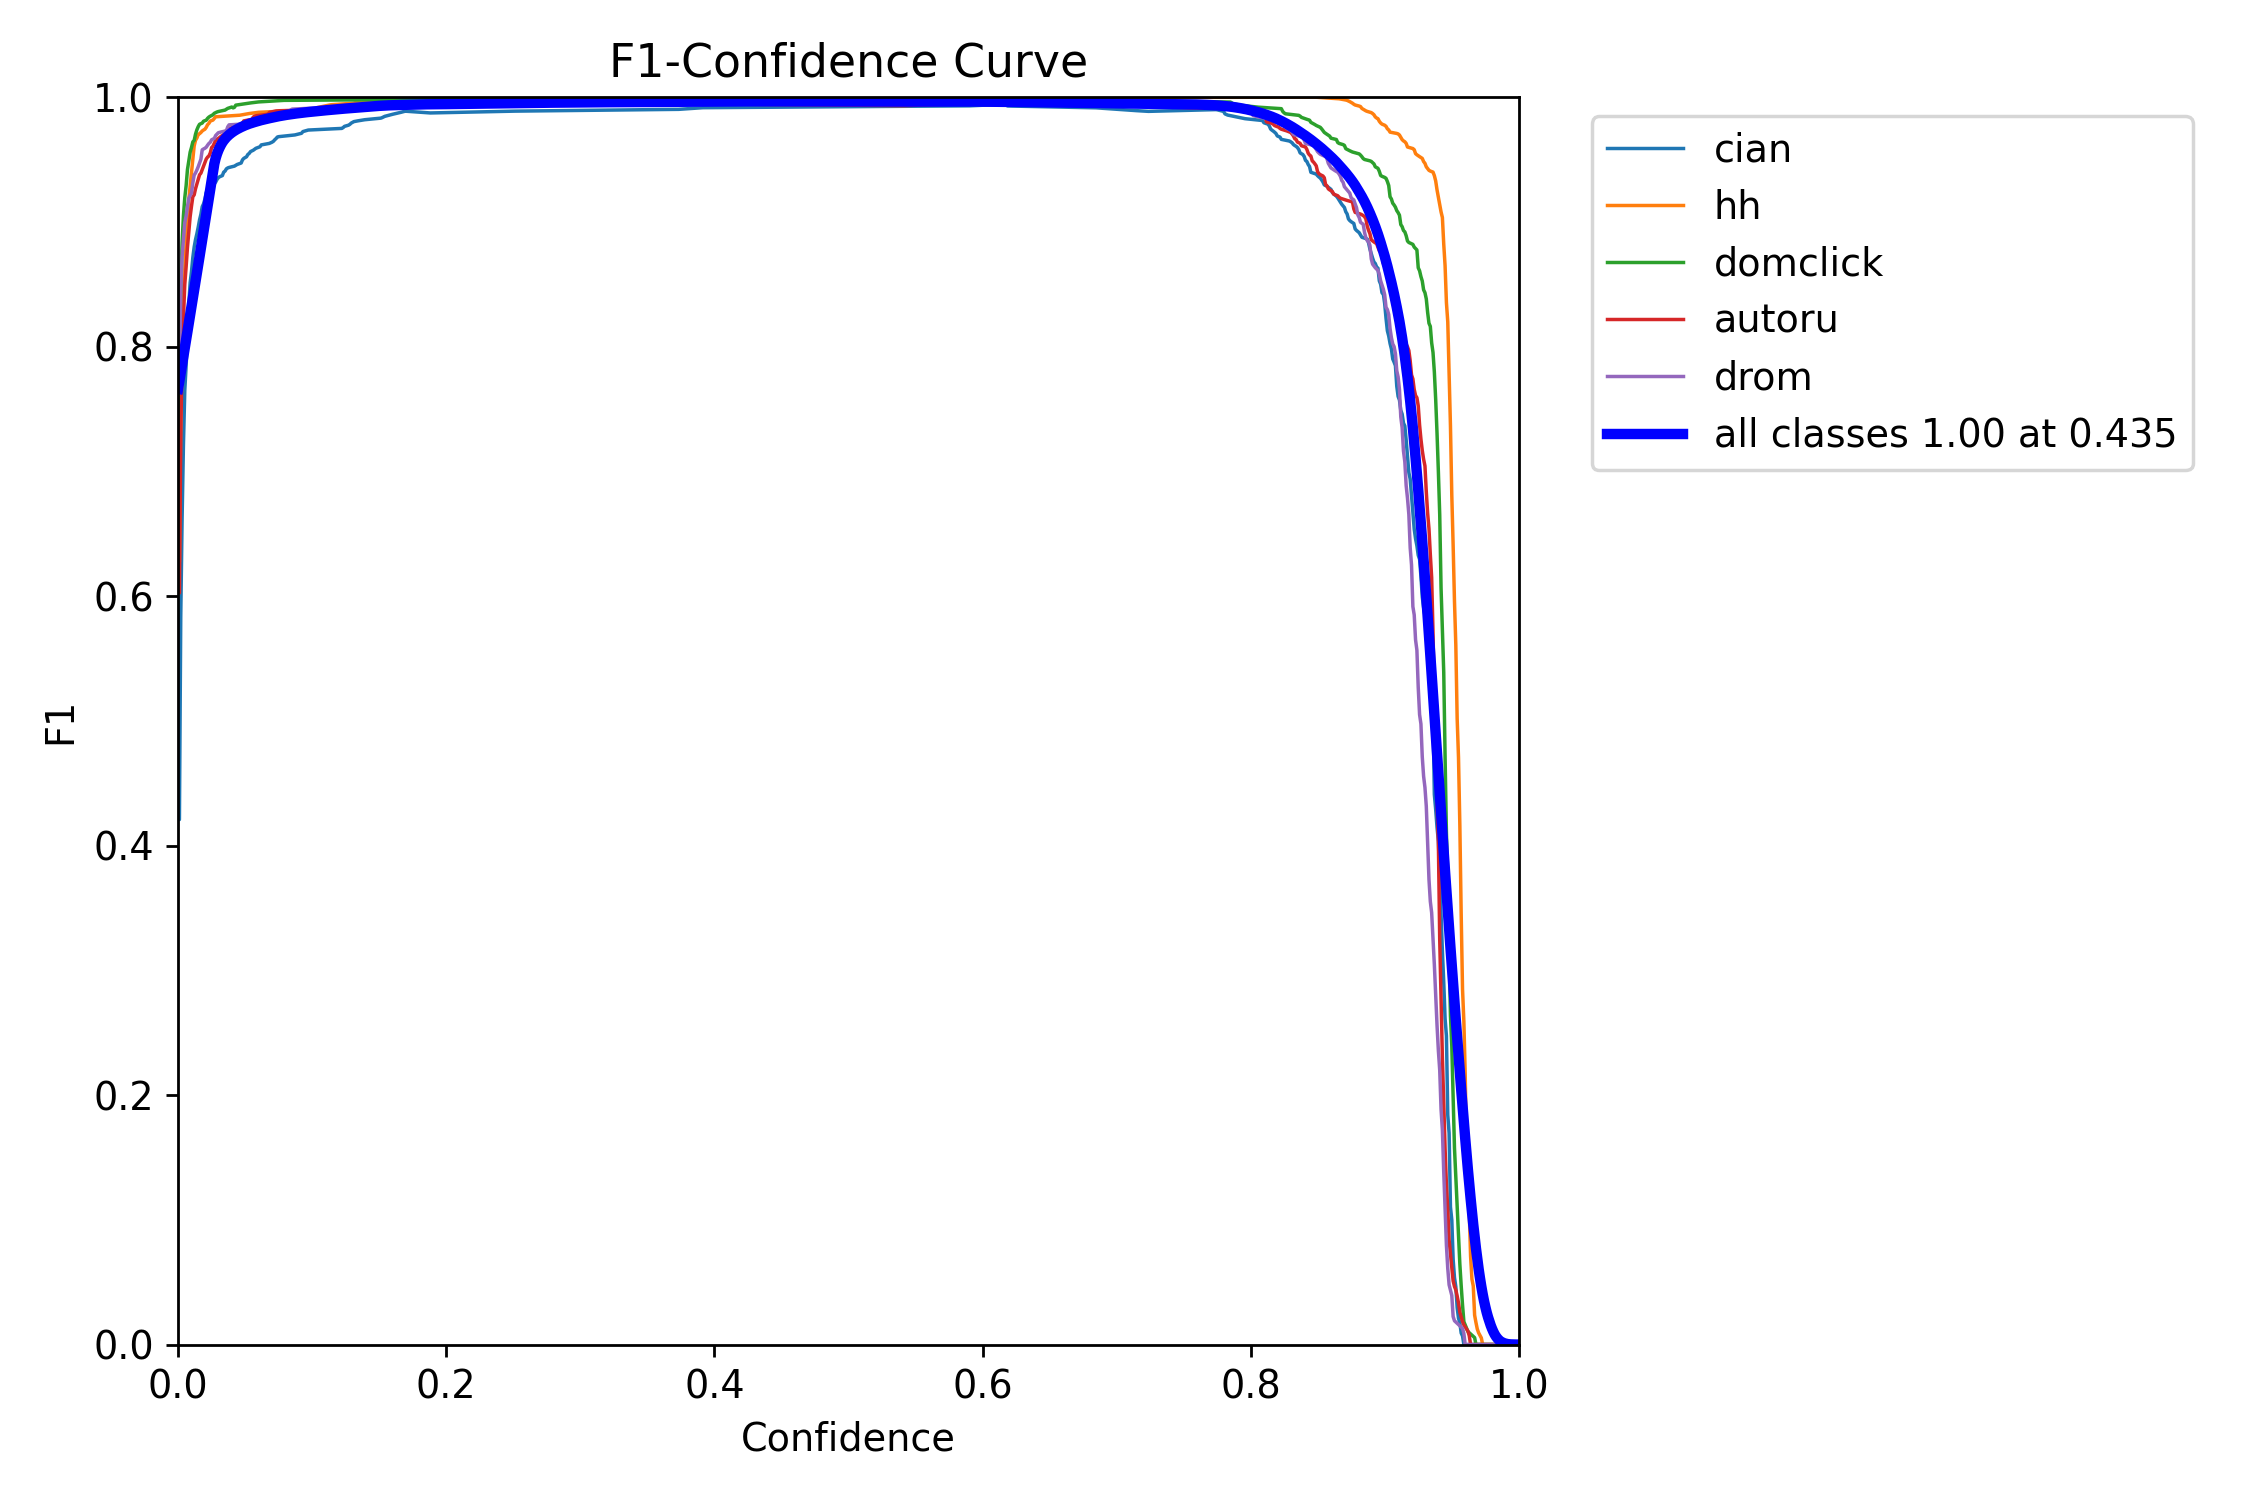 F1-Confidence Curve
1.0
0.8
0.6
0.4
0.2
0.0
F1
0.0 0.2 0.4 0.6 0.8 1.0
Confidence
cian
hh
domclick
autoru
drom
all classes 1.00 at 0.435